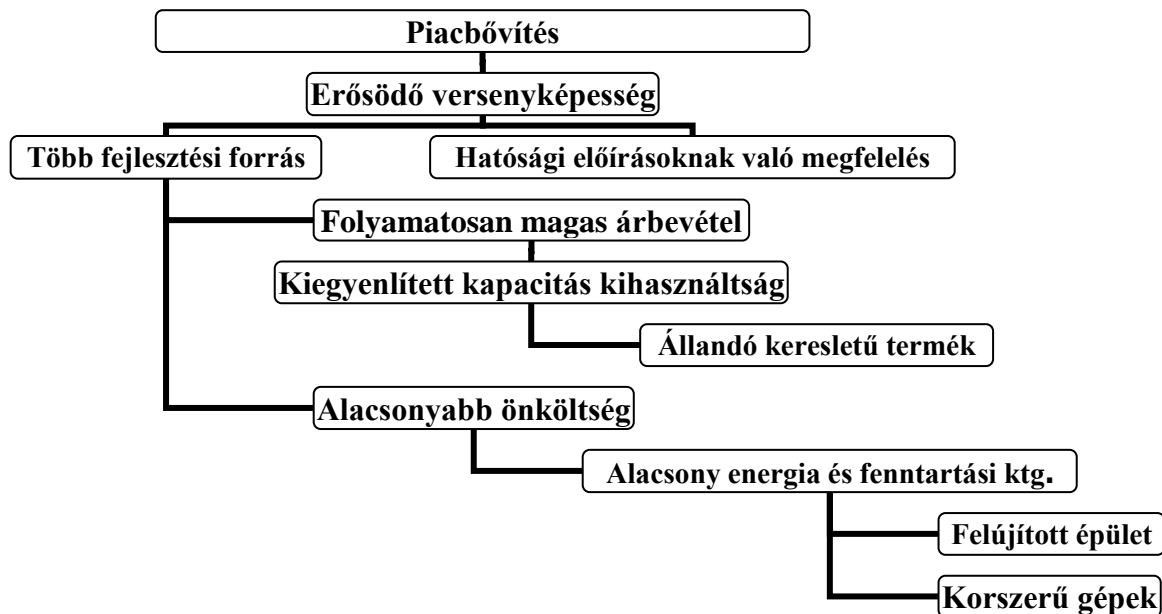 Piacbővítés
Erősödő versenyképesség
Több fejlesztési forrás
Hatósági előírásoknak való megfelelés
Folyamatosan magas árbevétel
Kiegyenlített kapacitás kihasználtság
Állandó keresletű termék
Alacsonyabb önköltség
Alacsony energia és fenntartási ktg.
Felújított épület
Korszerű gépek